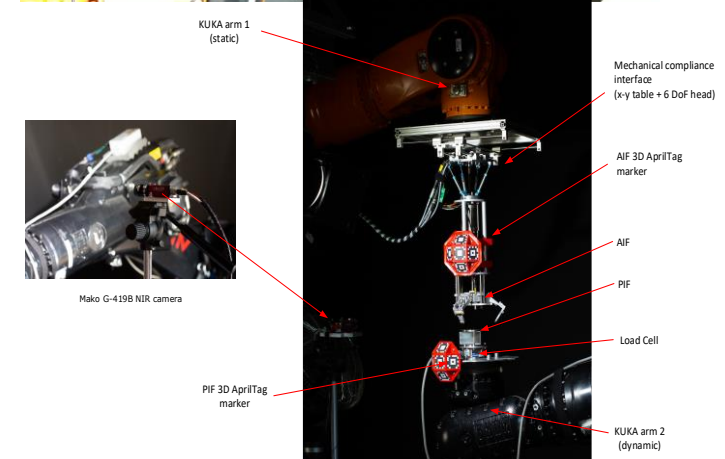 KUKA arm 1
(static)
Mechanical compliance
interface
(x-y table + 6 DoF head)
AIF 3D AprilTag
marker
AIF
PIF
Mako G-419B NIR camera
Load Cell
PIF 3D AprilTag
marker
KUKA arm 2
(dynamic)